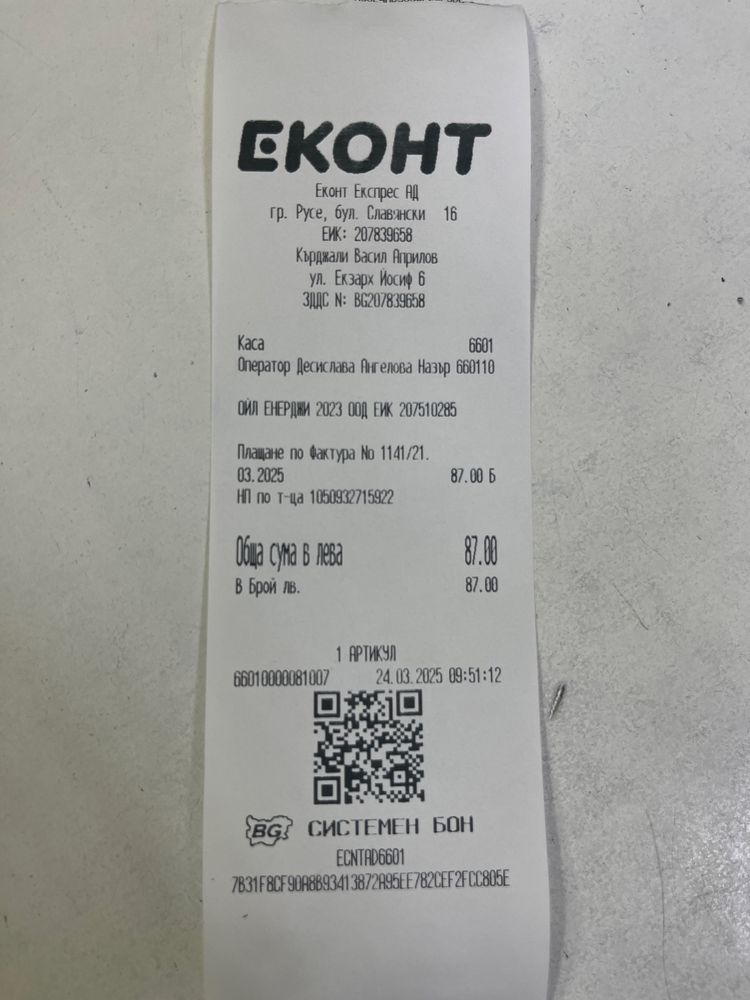 ЕКОНТ
Еконт Експрес АД
гр. Русе, бул. Славянски 16
ЕИК: 207839658
Кърджали Васил Априлов
ул. Екзарх Йосиф 6
ЗДДС N: BG207839658
Каса 6601
Оператор Десислава Ангелова Назър 660110
ОЙЛ ЕНЕРДЖИ 2023 ООД ЕИК 207510285
Плащане по Фактура No 1141/21.
03.2025 87.00 Б
НП по т-ца 1050932715922
Обща сума в лева 87.00
В Брой лв. 87.00
1 АРТИКУЛ
66010000081007 24.03.2025 09:51:12
BG СИСТЕМЕН БОН
ECNTAD6601
7B31F8CF90A8B93413872A95EE782CEF2FCC805E